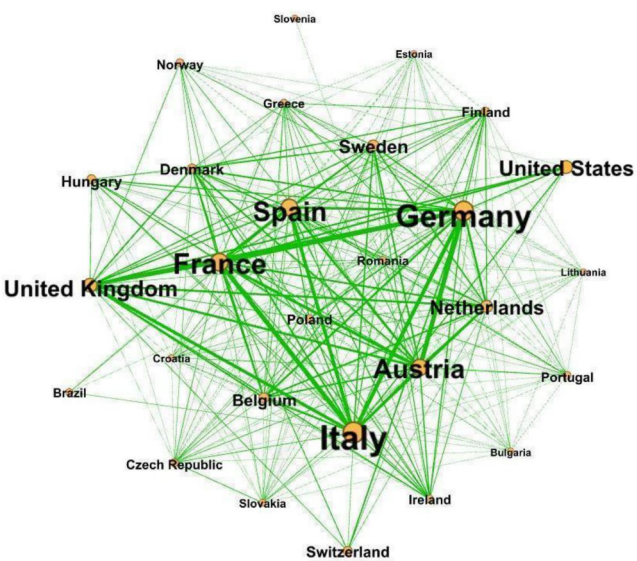 Slovenia
Estonia
Norway
Greece
Finland
Sweden
Denmark
United States
Hungary
Spain
Germany
France
Romania
Lithuania
United Kingdom
Netherlands
Poland
Croatia
Austria
Portugal
Brazil
Belgium
Italy
Bulgaria
Czech Republic
Slovakia
Ireland
Switzerland